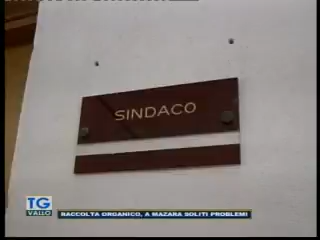 SINDACO
TG
VALLO
RACCOLTA ORGANICO, A MAZARA SOLITI PROBLEMI